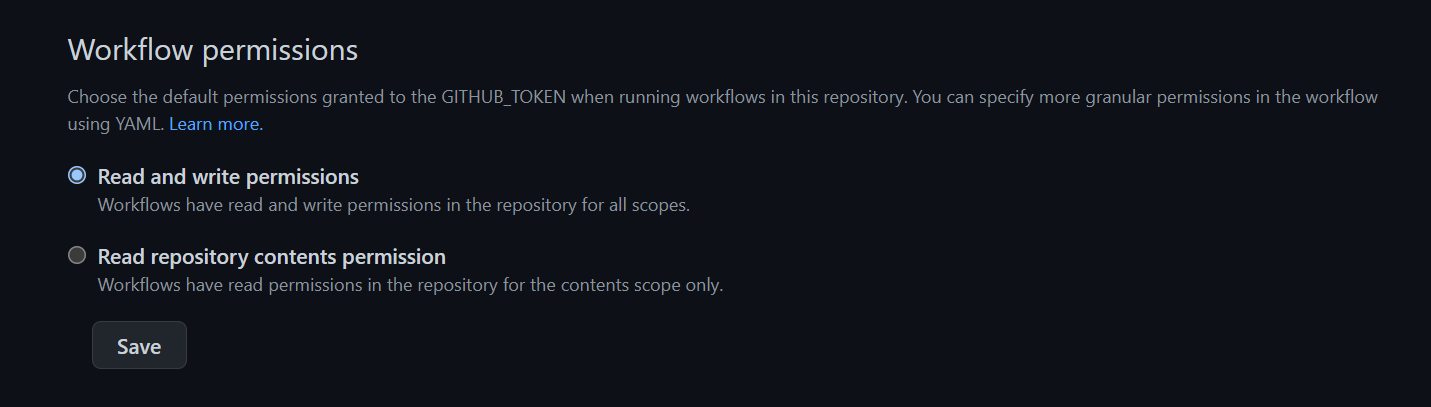 Workflow permissions
Choose the default permissions granted to the GITHUB_TOKEN when running workflows in this repository. You can specify more granular permissions in the workflow
using YAML. Learn more.
Read and write permissions
Workflows have read and write permissions in the repository for all scopes.
Read repository contents permission
Workflows have read permissions in the repository for the contents scope only.
Save